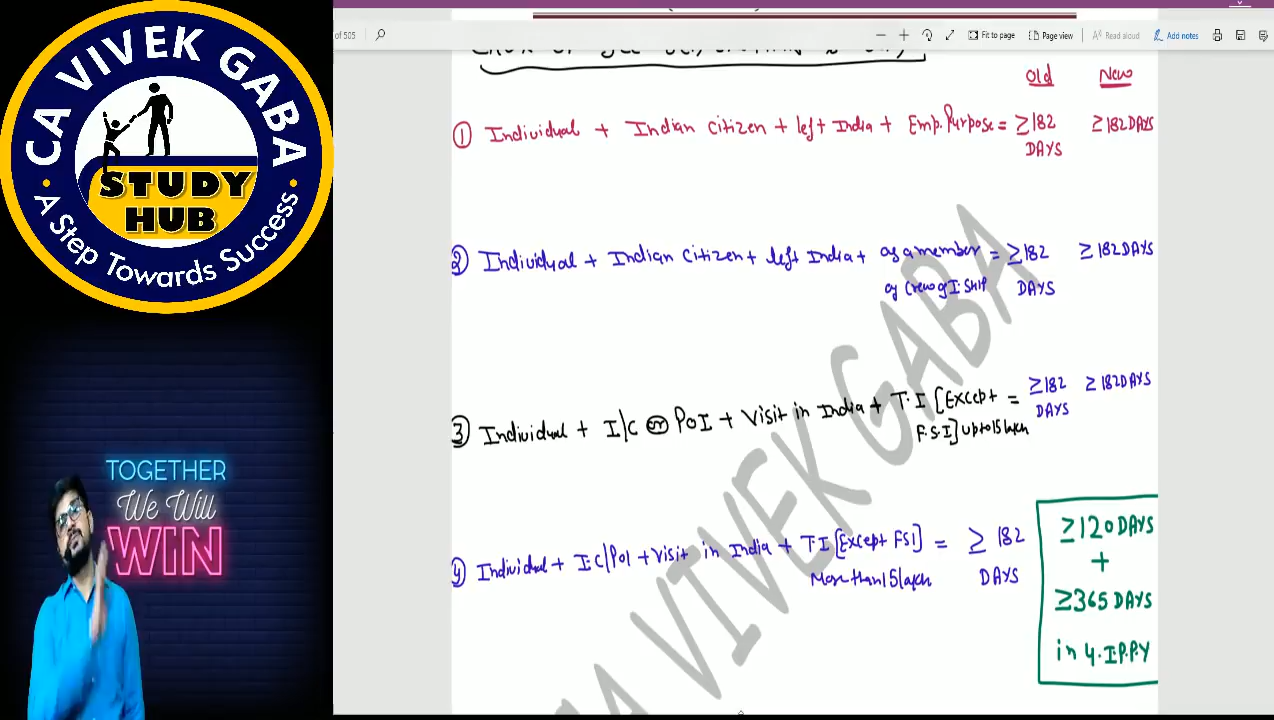 CA VIVEK GABA
STUDY
HUB
A Step Towards Success
TOGETHER
We Will
WIN
of 505
Fit to page
Page view
Read aloud
Add notes
Old New
① Individual + Indian Citizen + left India + Emp. Purpose = ≥182 ≥182 DAYS
DAYS
② Individual + Indian Citizen + left India + as a member = ≥182 ≥182 DAYS
of Crew of I. Ship DAYS
③ Individual + I/C or POI + Visit in India + T.I [Except = ≥182 ≥182 DAYS
F.S.I] upto 15 lakh DAYS
④ Individual + I.C/POI + Visit in India + T.I [Except FSI] = ≥ 182
More than 15 lakh DAYS
≥120 DAYS
+
≥365 DAYS
in 4.I.P.P.Y
CA VIVEK GABA